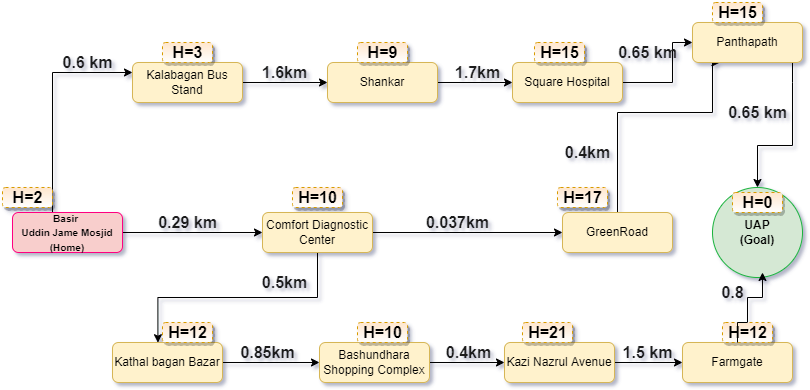 H=15
H=3
H=9
H=15
0.65 km
Panthapath
0.6 km
Kalabagan Bus
Stand
1.6km
Shankar
1.7km
Square Hospital
0.65 km
0.4km
H=2
H=10
H=17
H=0
Basir
Uddin Jame Mosjid
(Home)
0.29 km
Comfort Diagnostic
Center
0.037km
GreenRoad
UAP
(Goal)
0.5km
0.8
H=12
H=10
H=21
H=12
Kathal bagan Bazar
0.85km
Bashundhara
Shopping Complex
0.4km
Kazi Nazrul Avenue
1.5 km
Farmgate